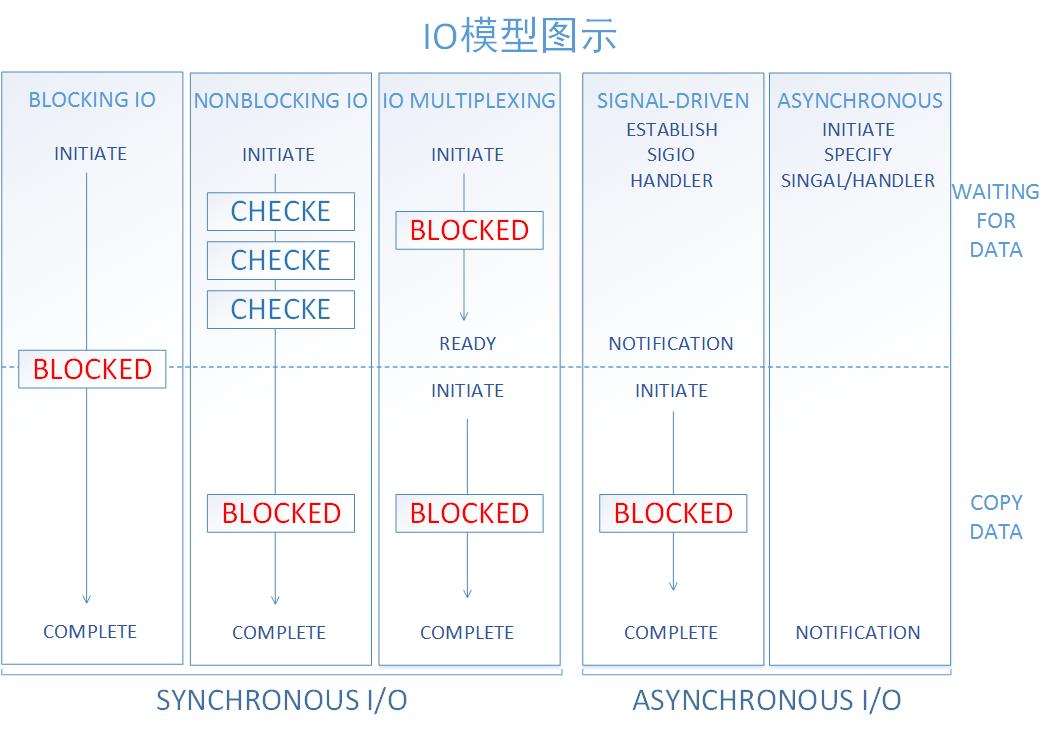 IO模型图示
BLOCKING IO
INITIATE
BLOCKED
COMPLETE
NONBLOCKING IO
INITIATE
CHECKE
CHECKE
CHECKE
BLOCKED
COMPLETE
IO MULTIPLEXING
INITIATE
BLOCKED
READY
INITIATE
BLOCKED
COMPLETE
SIGNAL-DRIVEN
ESTABLISH
SIGIO
HANDLER
NOTIFICATION
INITIATE
BLOCKED
COMPLETE
ASYNCHRONOUS
INITIATE
SPECIFY
SINGAL/HANDLER
NOTIFICATION
WAITING
FOR
DATA
COPY
DATA
SYNCHRONOUS I/O
ASYNCHRONOUS I/O